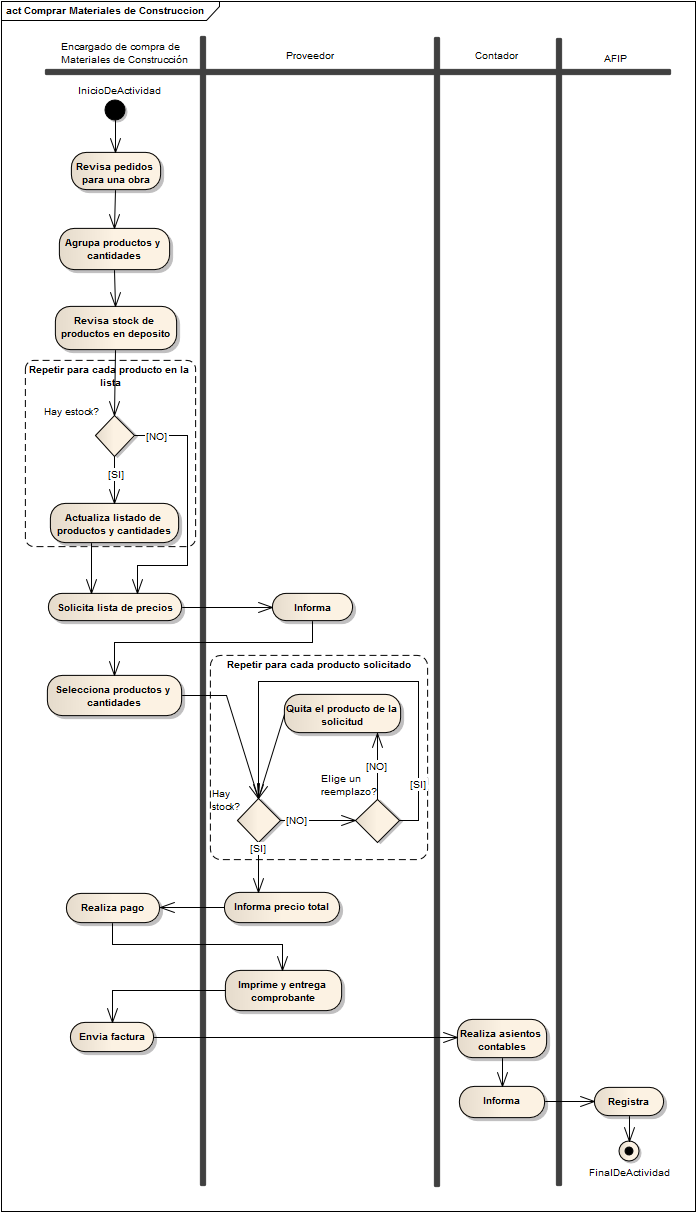 act Comprar Materiales de Construccion
Encargado de compra de
Materiales de Construcción
Proveedor
Contador
AFIP
InicioDeActividad
Revisa pedidos
para una obra
Agrupa productos y
cantidades
Revisa stock de
productos en deposito
Repetir para cada producto en la
lista
Hay estock?
[NO]
[SI]
Actualiza listado de
productos y cantidades
Solicita lista de precios
Informa
Repetir para cada producto solicitado
Selecciona productos y
cantidades
Quita el producto de la
solicitud
[NO]
Elige un
reemplazo?
[SI]
Hay
stock?
[NO]
[SI]
Realiza pago
Informa precio total
Imprime y entrega
comprobante
Envia factura
Realiza asientos
contables
Informa
Registra
FinalDeActividad